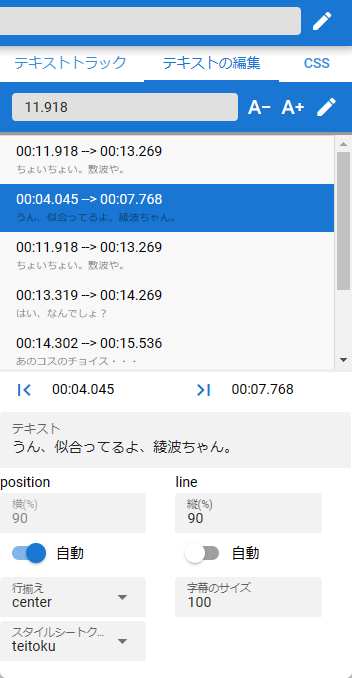 テキストトラック テキストの編集 CSS
11.918 A− A+
00:11.918 --> 00:13.269
ちょいちょい。敷波や。
00:04.045 --> 00:07.768
うん、似合ってるよ、綾波ちゃん。
00:11.918 --> 00:13.269
ちょいちょい。敷波や。
00:13.319 --> 00:14.269
はい、なんでしょ？
00:14.302 --> 00:15.536
あのコスのチョイス・・・
00:04.045 00:07.768
テキスト
うん、似合ってるよ、綾波ちゃん。
position line
横(%) 縦(%)
90 90
自動 自動
行揃え 字幕のサイズ
center 100
スタイルシートク...
teitoku